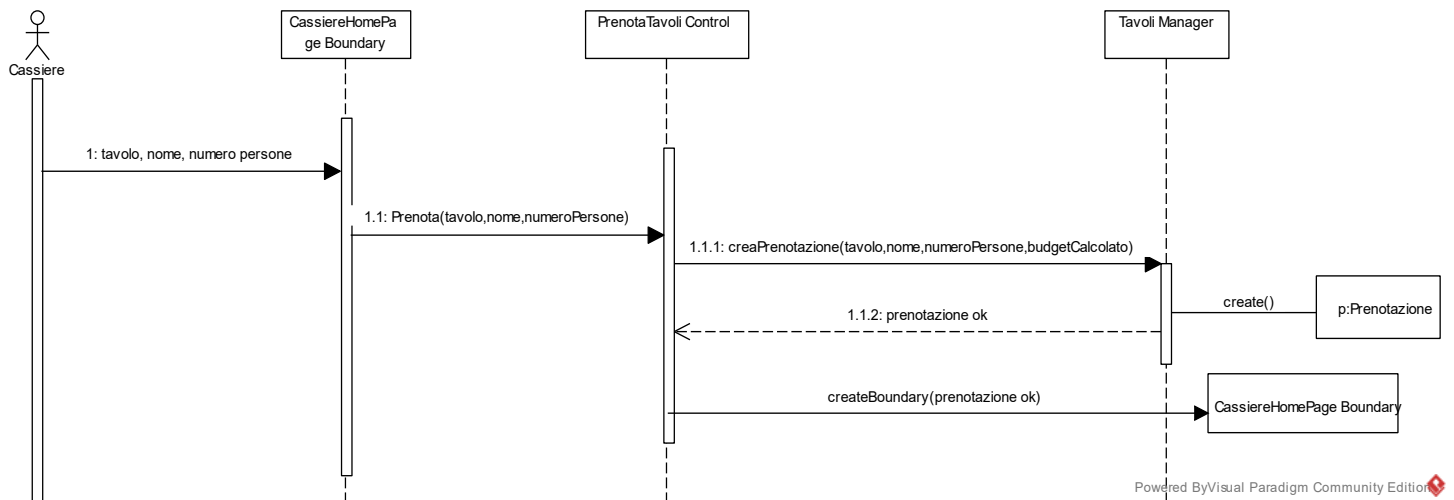 CassiereHomePa
ge Boundary
PrenotaTavoli Control
Tavoli Manager
Cassiere
1: tavolo, nome, numero persone
1.1: Prenota(tavolo,nome,numeroPersone)
1.1.1: creaPrenotazione(tavolo,nome,numeroPersone,budgetCalcolato)
create()
p:Prenotazione
1.1.2: prenotazione ok
createBoundary(prenotazione ok)
CassiereHomePage Boundary
Powered ByVisual Paradigm Community Edition